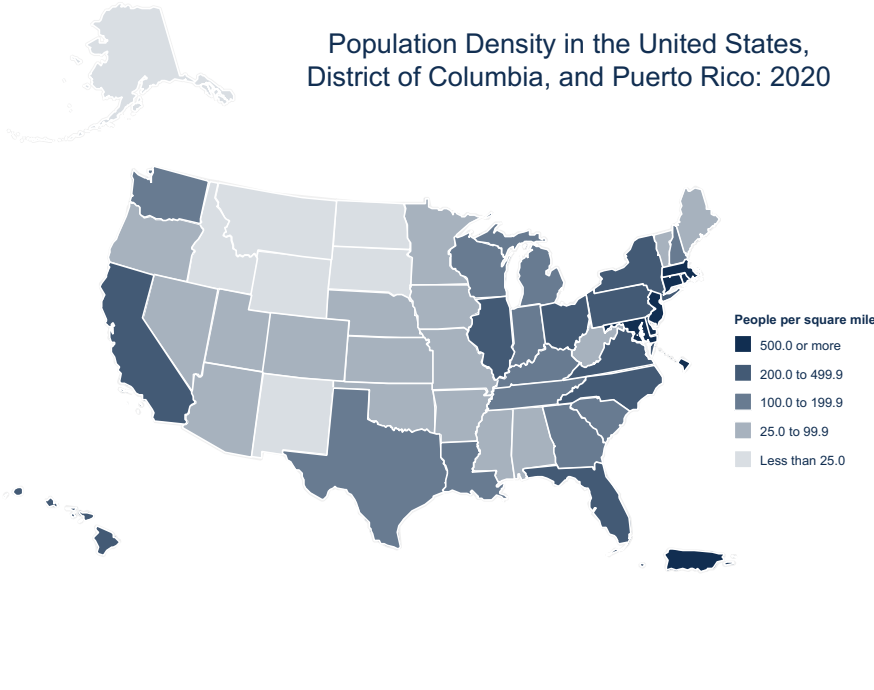 Population Density in the United States,
District of Columbia, and Puerto Rico: 2020
People per square mile
500.0 or more
200.0 to 499.9
100.0 to 199.9
25.0 to 99.9
Less than 25.0